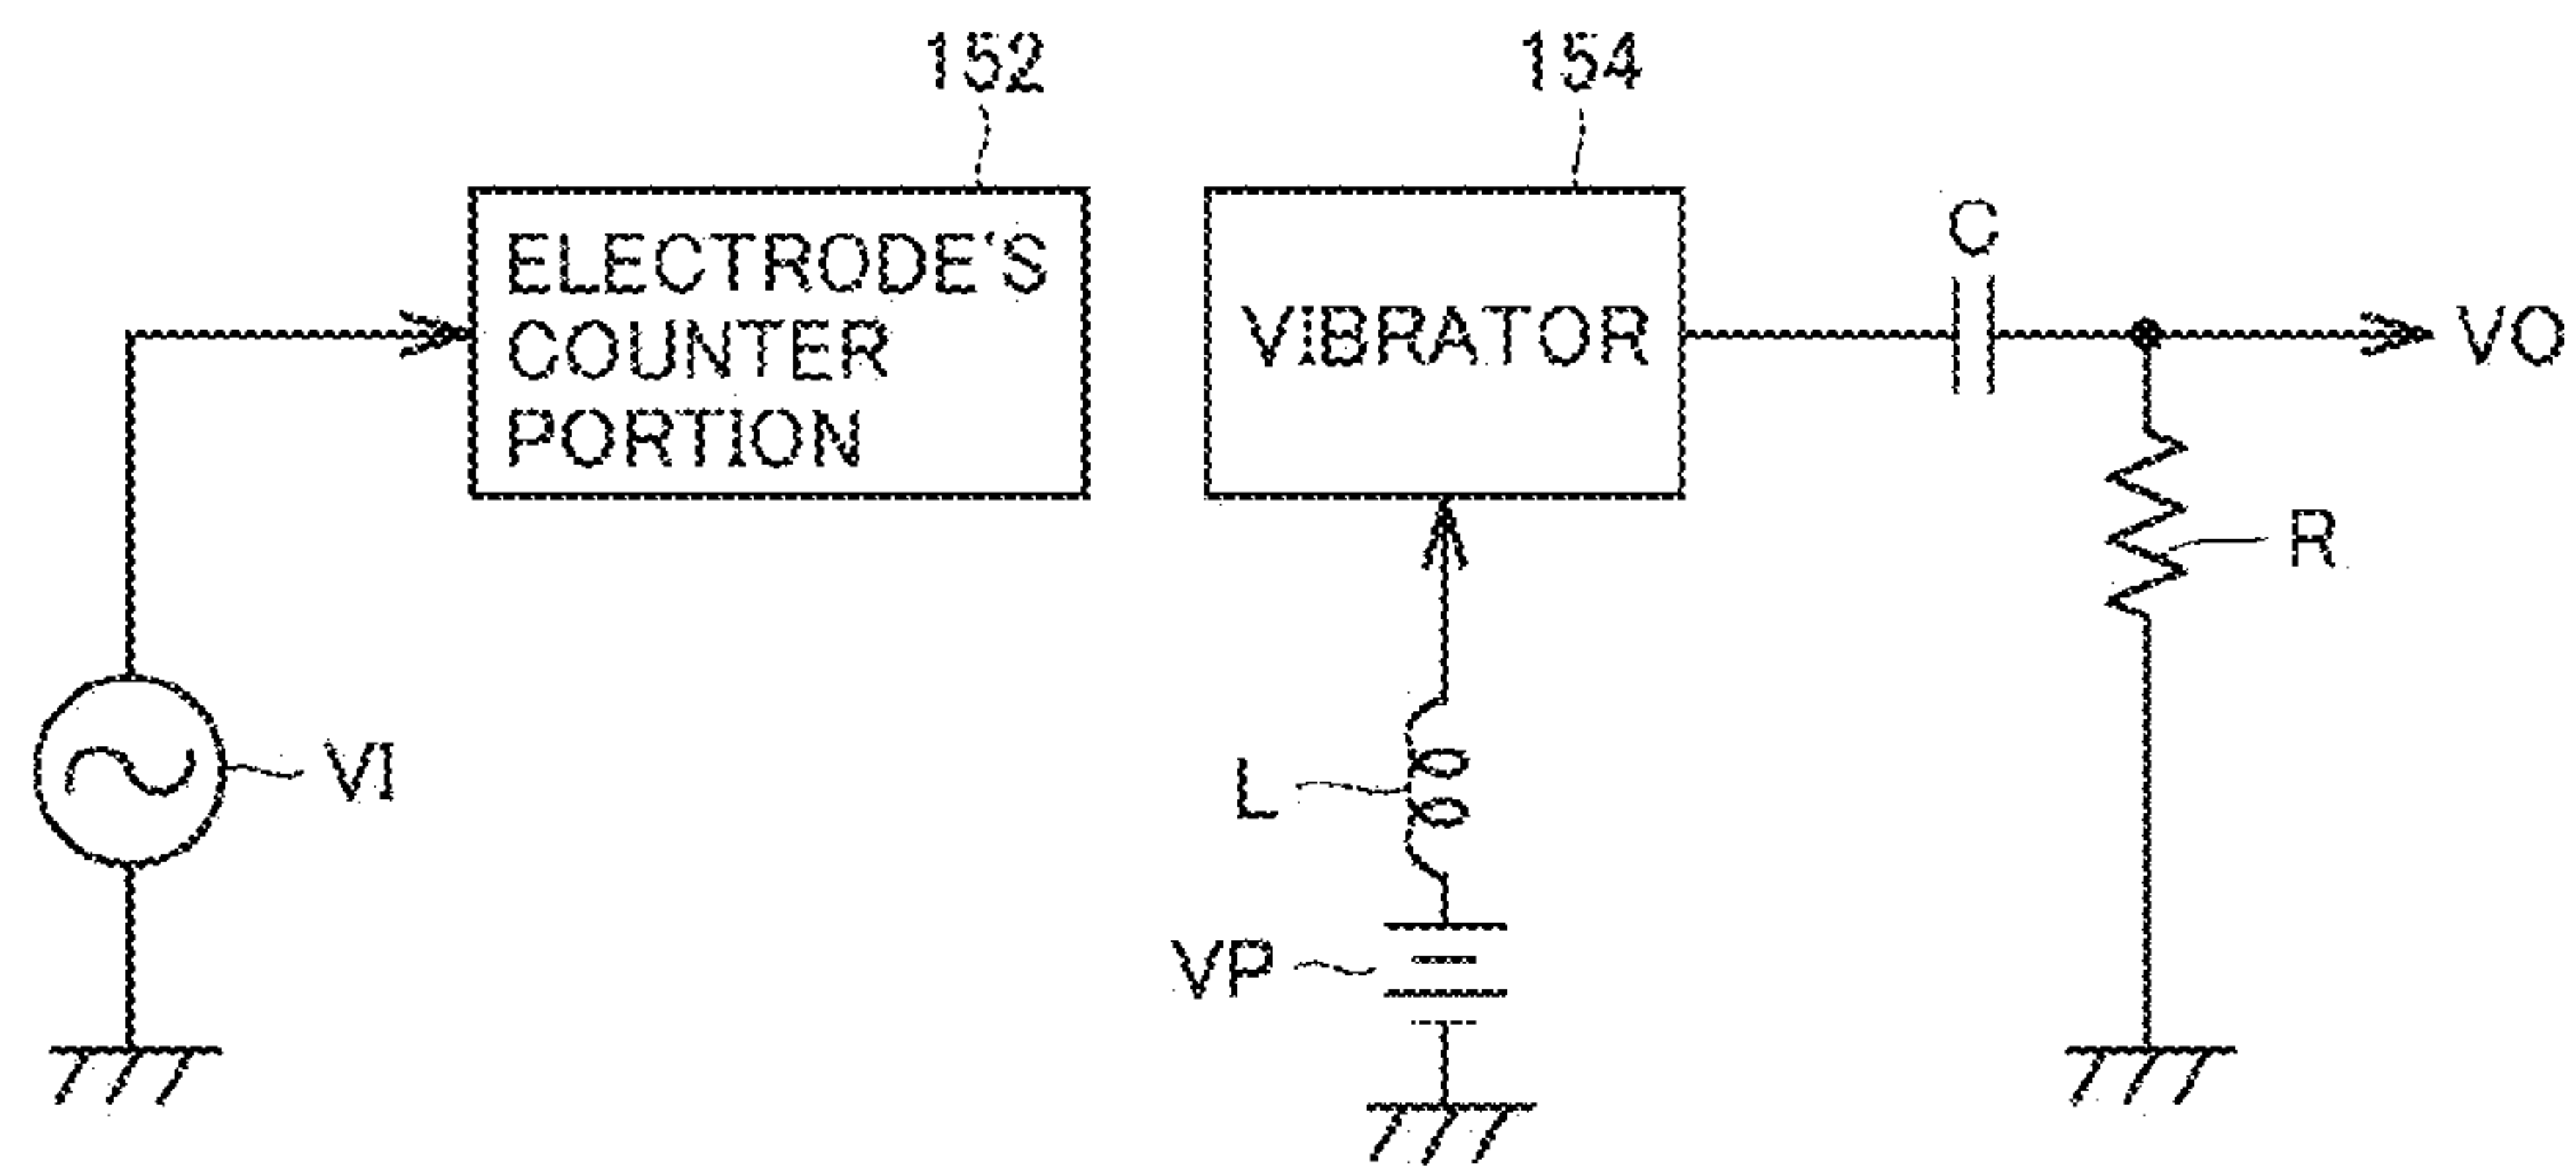 152
154
ELECTRODE'S
COUNTER
PORTION
VIBRATOR
C
VO
R
VI
L
VP